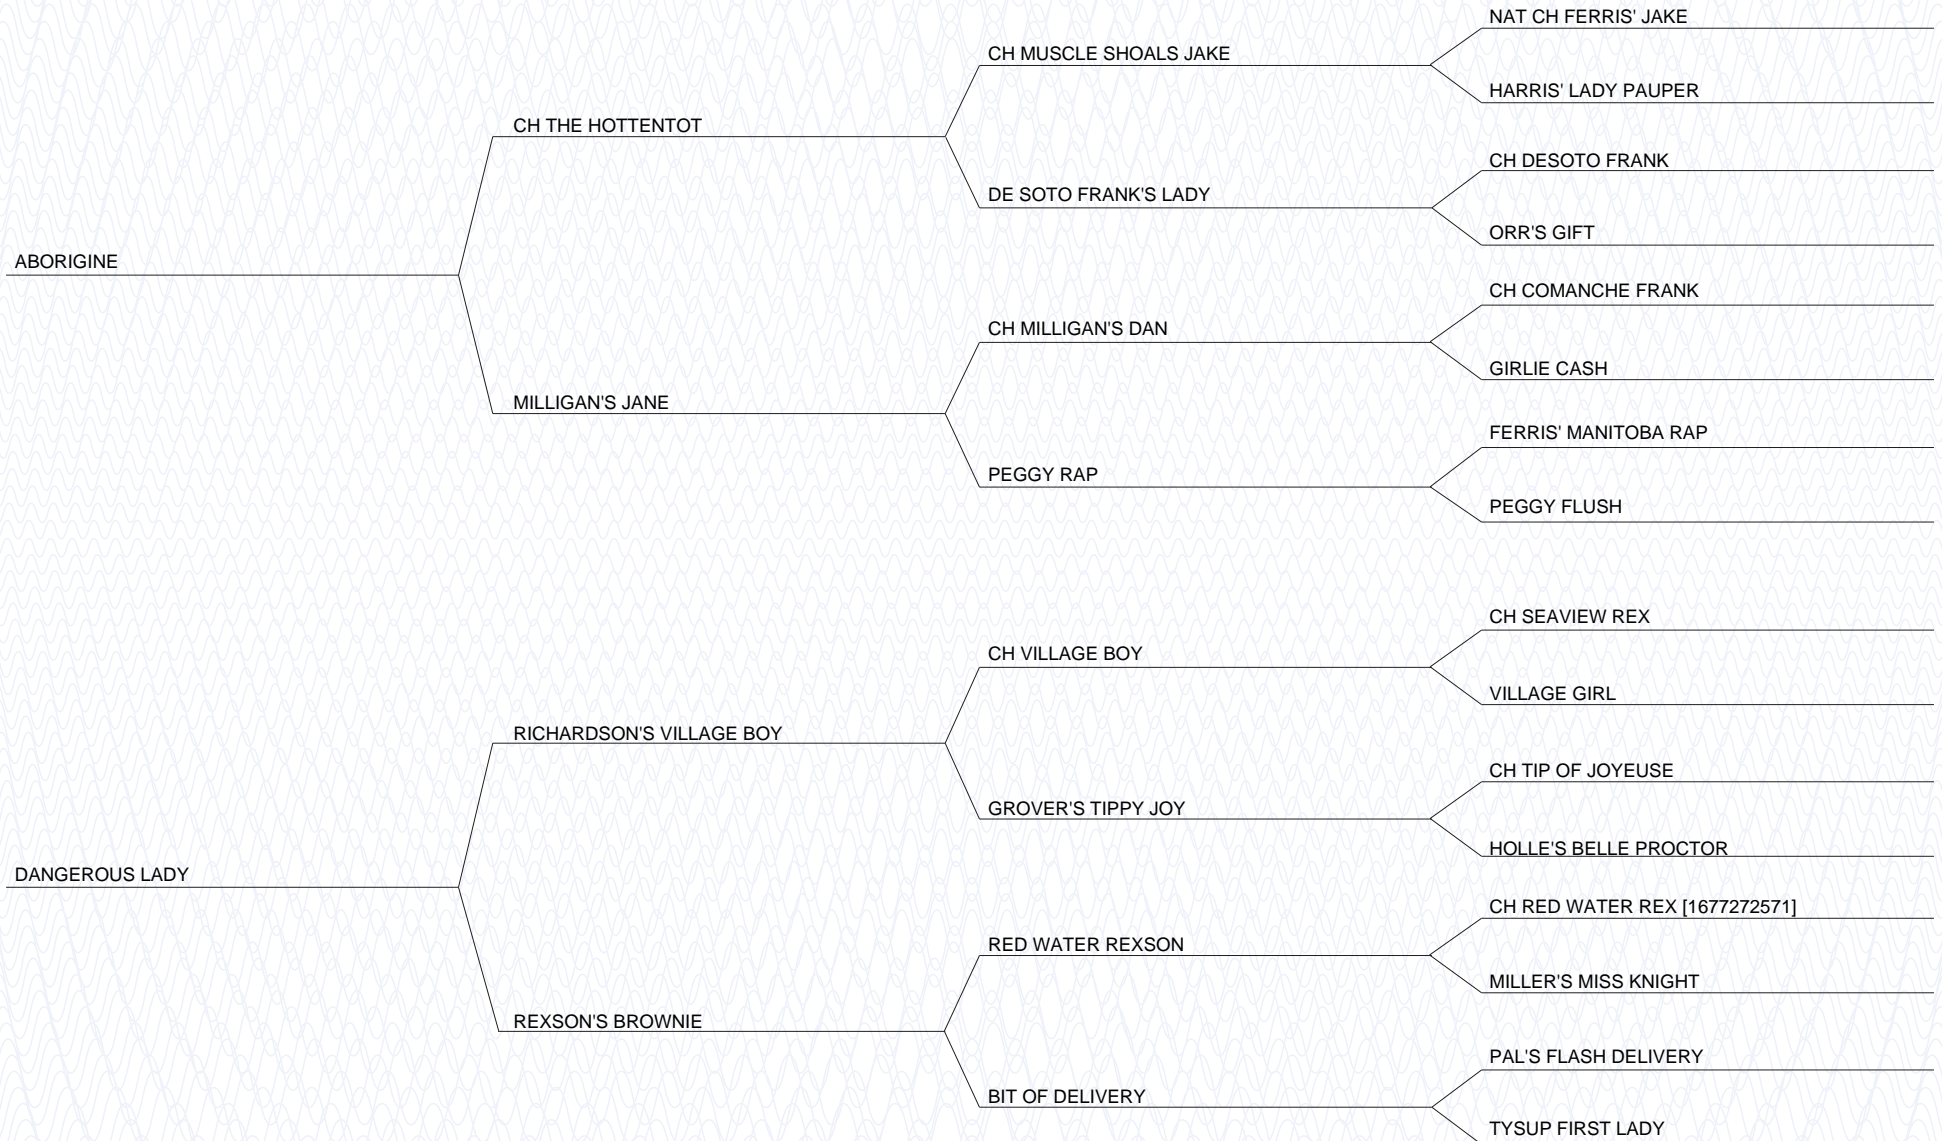 NAT CH FERRIS' JAKE
CH MUSCLE SHOALS JAKE
HARRIS' LADY PAUPER
CH THE HOTTENTOT
CH DESOTO FRANK
DE SOTO FRANK'S LADY
ORR'S GIFT
ABORIGINE
CH COMANCHE FRANK
CH MILLIGAN'S DAN
GIRLIE CASH
MILLIGAN'S JANE
FERRIS' MANITOBA RAP
PEGGY RAP
PEGGY FLUSH
CH SEAVIEW REX
CH VILLAGE BOY
VILLAGE GIRL
RICHARDSON'S VILLAGE BOY
CH TIP OF JOYEUSE
GROVER'S TIPPY JOY
HOLLE'S BELLE PROCTOR
DANGEROUS LADY
CH RED WATER REX [1677272571]
RED WATER REXSON
MILLER'S MISS KNIGHT
REXSON'S BROWNIE
PAL'S FLASH DELIVERY
BIT OF DELIVERY
TYSUP FIRST LADY